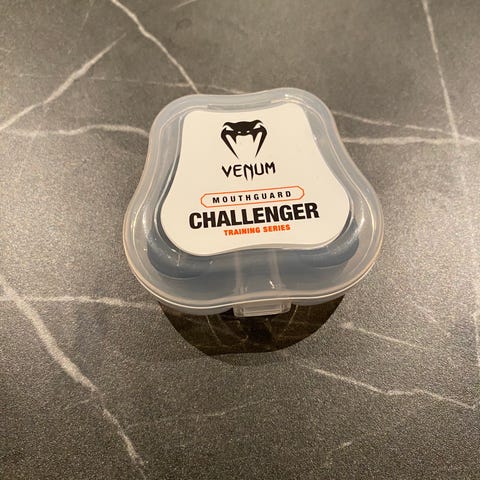 VENUM
MOUTHGUARD
CHALLENGER
TRAINING SERIES